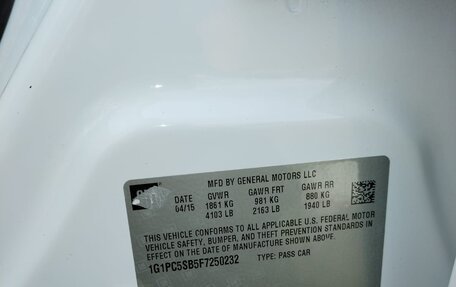 MFD BY GENERAL MOTORS LLC
DATE GVWR GAWR FRT GAWR RR
04/15 1861 KG 981 KG 880 KG
4103 LB 2163 LB 1940 LB
THIS VEHICLE CONFORMS TO ALL APPLICABLE U.S. FEDERAL MOTOR
VEHICLE SAFETY, BUMPER, AND THEFT PREVENTION STANDARDS IN
EFFECT ON THE DATE OF MANUFACTURE SHOWN ABOVE.
1G1PC5SB5F7250232 TYPE: PASS CAR